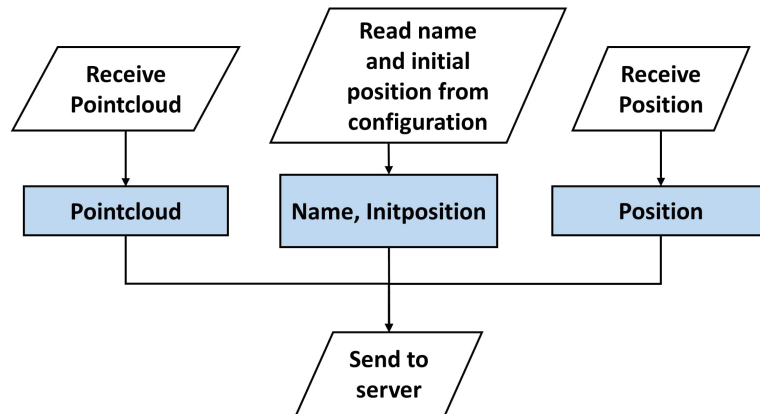 Receive
Pointcloud
Read name
and initial
position from
configuration
Receive
Position
Pointcloud
Name, Initposition
Position
Send to
server